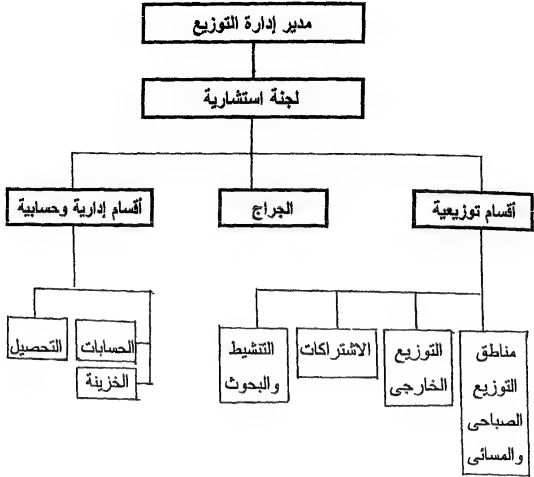 مدير إدارة التوزيع
لجنة استشارية
أقسام توزيعية
الجراج
أقسام إدارية وحسابية
مناطق
التوزيع
الصباحى
والمسائى
التوزيع
الخارجى
الاشتراكات
التنشيط
والبحوث
الحسابات
الخزينة
التحصيل